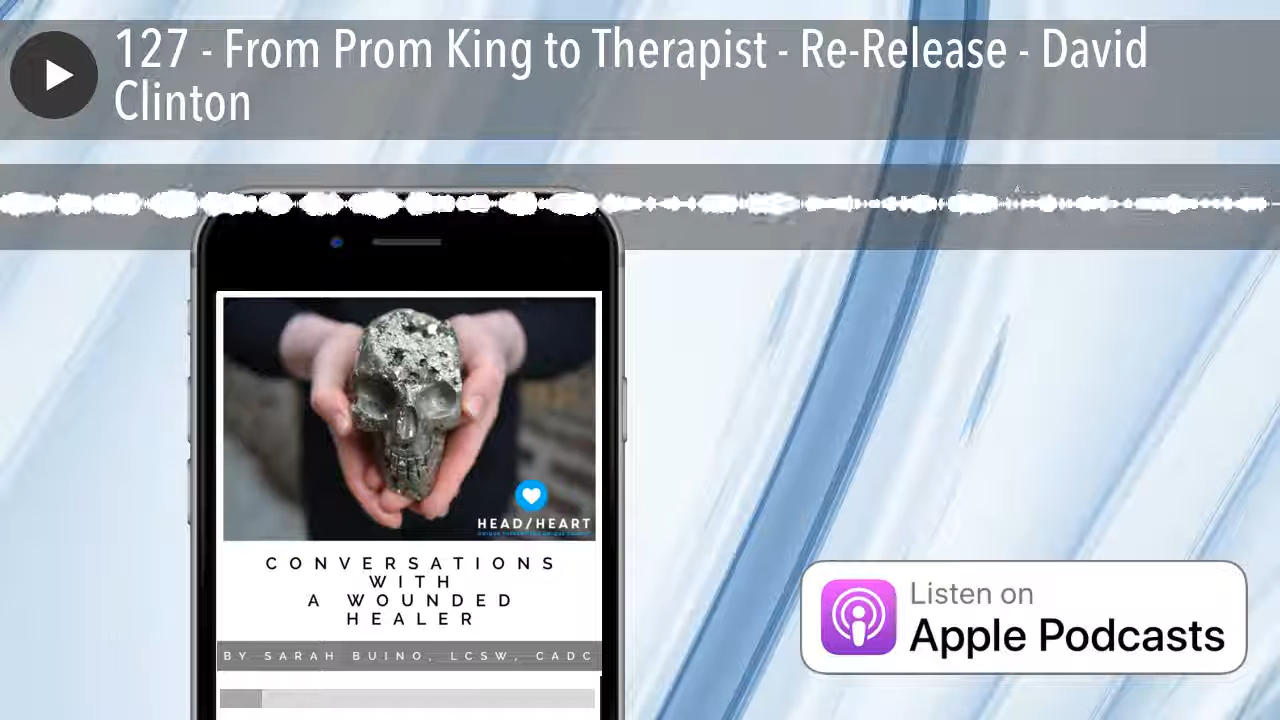 127 - From Prom King to Therapist - Re-Release - David
Clinton
HEAD/HEART
CONVERSATIONS
WITH
A WOUNDED
HEALER
BY SARAH BUINO, LCSW, CADC
Listen on
Apple Podcasts